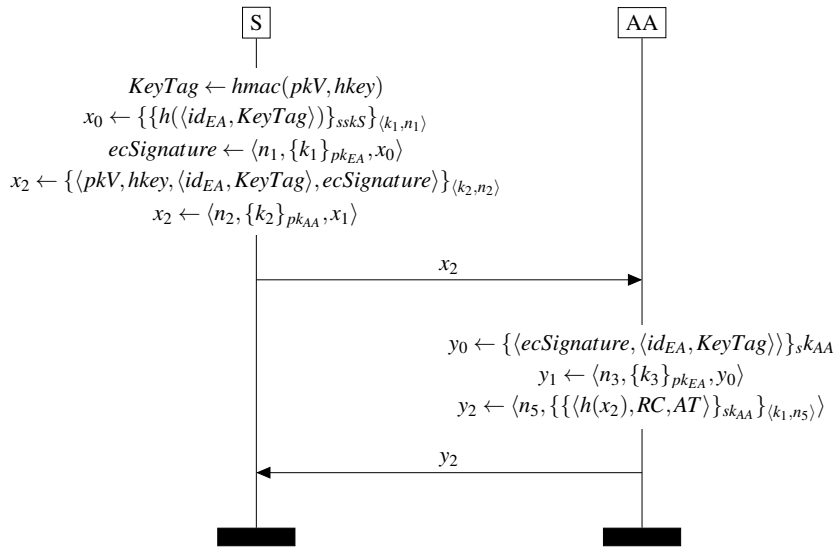 S AA
KeyTag ← hmac(pkV, hkey)
x₀ ← {{h(⟨id_EA, KeyTag⟩)}_sskS}_⟨k₁,n₁⟩
ecSignature ← ⟨n₁, {k₁}_pk_EA, x₀⟩
x₂ ← {⟨pkV, hkey, ⟨id_EA, KeyTag⟩, ecSignature⟩}_⟨k₂,n₂⟩
x₂ ← ⟨n₂, {k₂}_pk_AA, x₁⟩
x₂
y₀ ← {⟨ecSignature, ⟨id_EA, KeyTag⟩⟩}_s k_AA
y₁ ← ⟨n₃, {k₃}_pk_EA, y₀⟩
y₂ ← ⟨n₅, {{⟨h(x₂), RC, AT⟩}_sk_AA}_⟨k₁,n₅⟩⟩
y₂